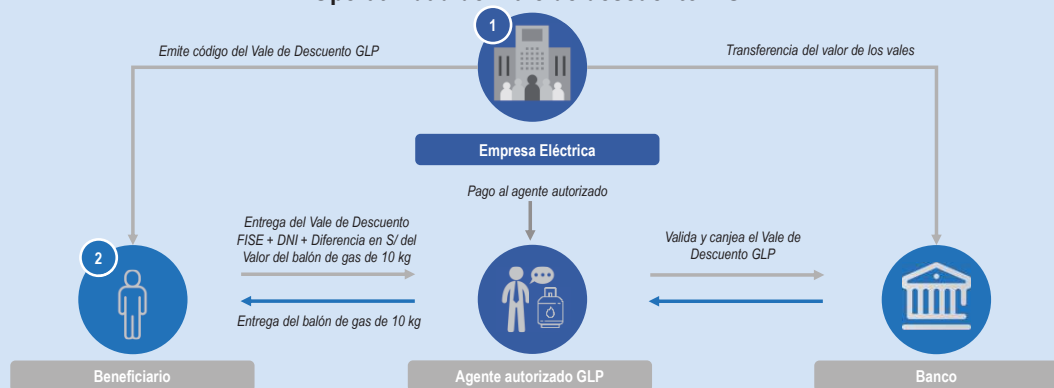 1
Emite código del Vale de Descuento GLP
Transferencia del valor de los vales
Empresa Eléctrica
Pago al agente autorizado
Entrega del Vale de Descuento
FISE + DNI + Diferencia en S/ del
Valor del balón de gas de 10 kg
Valida y canjea el Vale de
Descuento GLP
2
Entrega del balón de gas de 10 kg
Beneficiario
Agente autorizado GLP
Banco